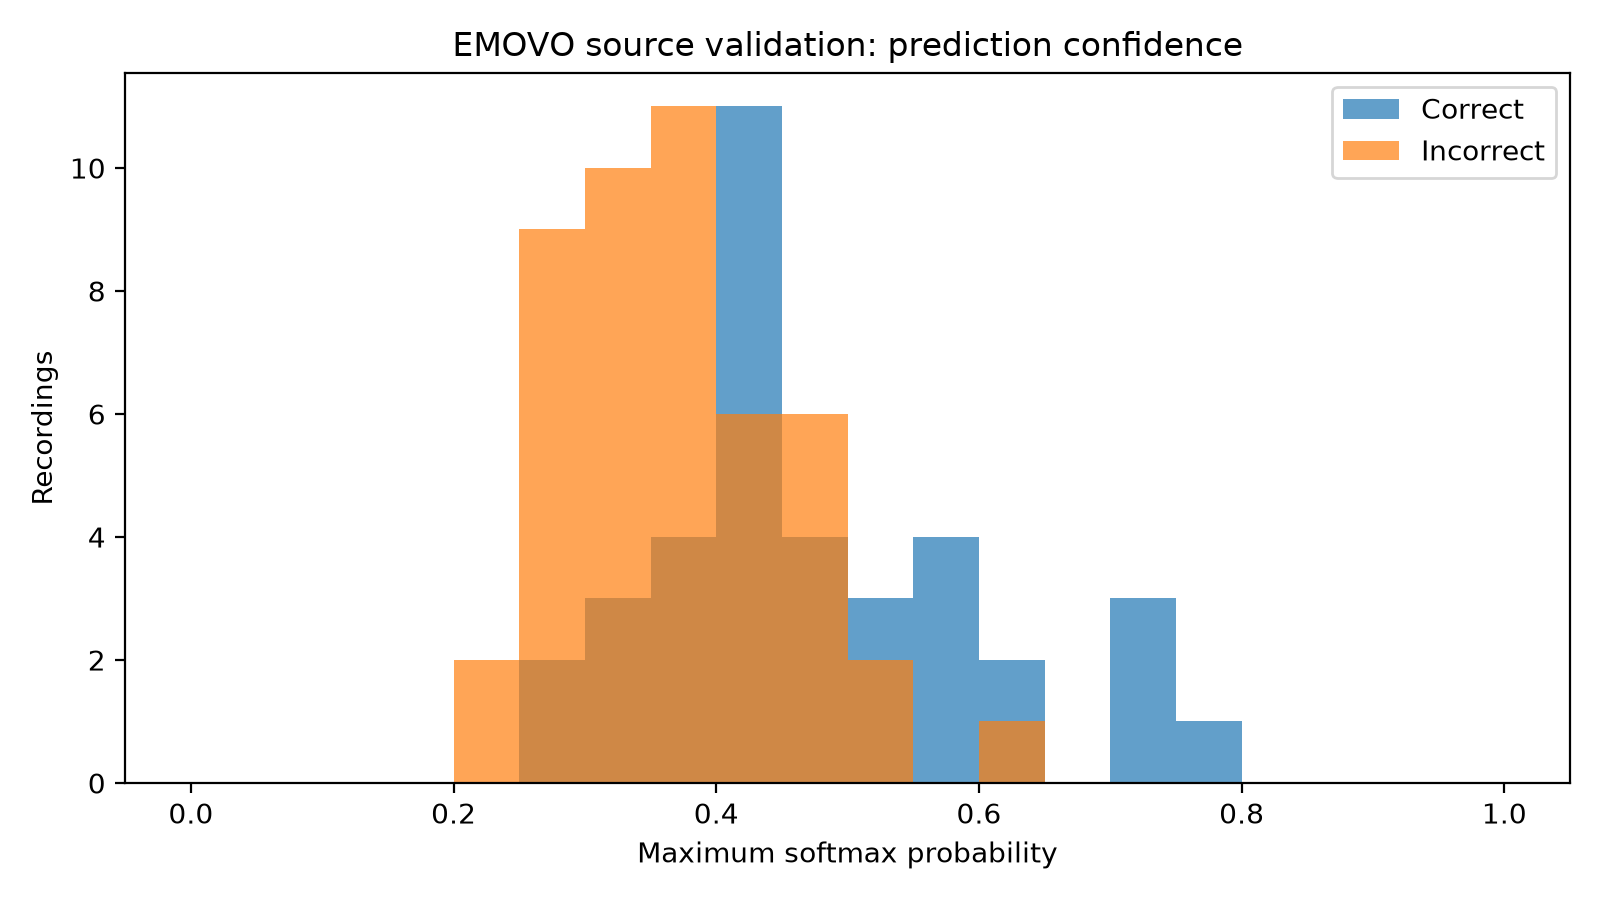 EMOVO source validation: prediction confidence
Correct
Incorrect
10
8
6
4
2
0
Recordings
0.0 0.2 0.4 0.6 0.8 1.0
Maximum softmax probability